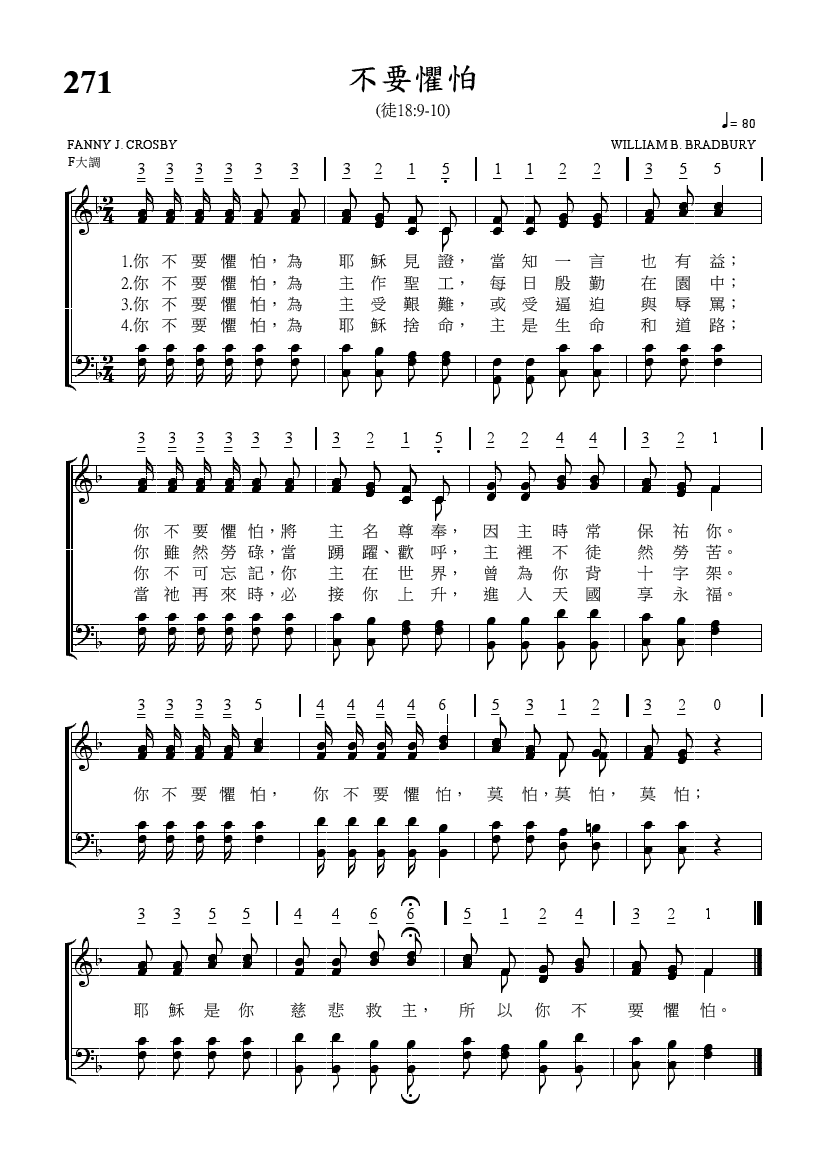 271
不要懼怕
(徒18:9-10)
♩= 80
FANNY J. CROSBY
WILLIAM B. BRADBURY
F大調
3 3 3 3 3 3 | 3 2 1 5 | 1 1 2 2 | 3 5 5 |
1.你不要懼怕，為耶穌見證，當知一言也有益；
2.你不要懼怕，為主作聖工，每日殷勤在園中；
3.你不要懼怕，為主受艱難，或受逼迫與辱罵；
4.你不要懼怕，為耶穌捨命，主是生命和道路；
3 3 3 3 3 3 | 3 2 1 5 | 2 2 4 4 | 3 2 1 |
你不要懼怕，將主名尊奉，因主時常保祐你。
你雖然勞碌，當踴躍、歡呼，主裡不徒然勞苦。
你不可忘記，你主在世界，曾為你背十字架。
當祂再來時，必接你上升，進入天國享永福。
3 3 3 3 5 | 4 4 4 4 6 | 5 3 1 2 | 3 2 0 |
你不要懼怕，你不要懼怕，莫怕，莫怕，莫怕；
3 3 5 5 | 4 4 6 6 | 5 1 2 4 | 3 2 1
耶穌是你慈悲救主，所以你不要懼怕。